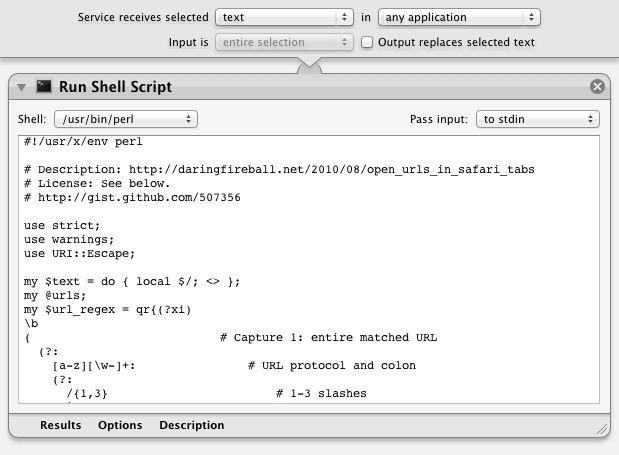 Service receives selected text in any application
Input is entire selection Output replaces selected text
Run Shell Script
Shell: /usr/bin/perl Pass input: to stdin
#!/usr/x/env perl
# Description: http://daringfireball.net/2010/08/open_urls_in_safari_tabs
# License: See below.
# http://gist.github.com/507356
use strict;
use warnings;
use URI::Escape;
my $text = do { local $/; <> };
my @urls;
my $url_regex = qr{(?xi)
\b
( # Capture 1: entire matched URL
(?:
[a-z][\w-]+: # URL protocol and colon
(?:
/{1,3} # 1-3 slashes
Results Options Description